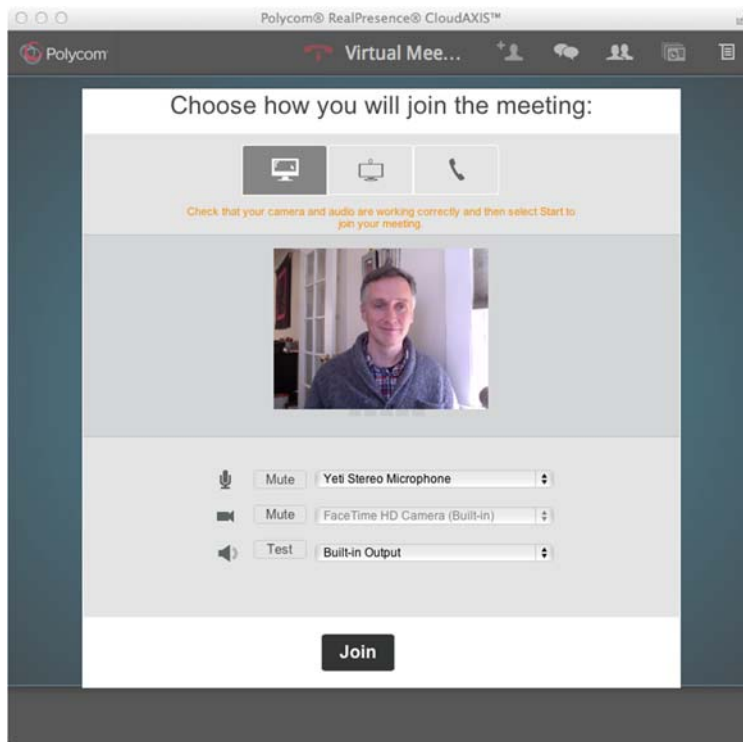 Polycom® RealPresence® CloudAXIS™
Polycom
Virtual Mee...
Choose how you will join the meeting:
Check that your camera and audio are working correctly and then select Start to
join your meeting.
Mute Yeti Stereo Microphone
Mute FaceTime HD Camera (Built-in)
Test Built-in Output
Join